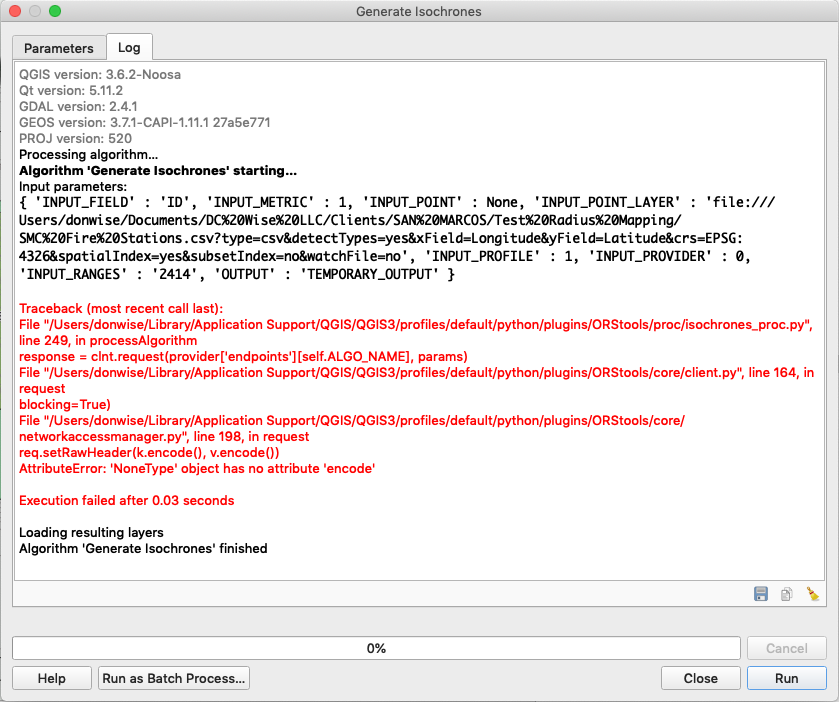 Generate Isochrones
Parameters
Log
QGIS version: 3.6.2-Noosa
Qt version: 5.11.2
GDAL version: 2.4.1
GEOS version: 3.7.1-CAPI-1.11.1 27a5e771
PROJ version: 520
Processing algorithm...
Algorithm 'Generate Isochrones' starting...
Input parameters:
{ 'INPUT_FIELD' : 'ID', 'INPUT_METRIC' : 1, 'INPUT_POINT' : None, 'INPUT_POINT_LAYER' : 'file:///
Users/donwise/Documents/DC%20Wise%20LLC/Clients/SAN%20MARCOS/Test%20Radius%20Mapping/
SMC%20Fire%20Stations.csv?type=csv&detectTypes=yes&xField=Longitude&yField=Latitude&crs=EPSG:
4326&spatialIndex=yes&subsetIndex=no&watchFile=no', 'INPUT_PROFILE' : 1, 'INPUT_PROVIDER' : 0,
'INPUT_RANGES' : '2414', 'OUTPUT' : 'TEMPORARY_OUTPUT' }
Traceback (most recent call last):
File "/Users/donwise/Library/Application Support/QGIS/QGIS3/profiles/default/python/plugins/ORStools/proc/isochrones_proc.py",
line 249, in processAlgorithm
response = clnt.request(provider['endpoints'][self.ALGO_NAME], params)
File "/Users/donwise/Library/Application Support/QGIS/QGIS3/profiles/default/python/plugins/ORStools/core/client.py", line 164, in
request
blocking=True)
File "/Users/donwise/Library/Application Support/QGIS/QGIS3/profiles/default/python/plugins/ORStools/core/
networkaccessmanager.py", line 198, in request
req.setRawHeader(k.encode(), v.encode())
AttributeError: 'NoneType' object has no attribute 'encode'
Execution failed after 0.03 seconds
Loading resulting layers
Algorithm 'Generate Isochrones' finished
0%
Cancel
Help
Run as Batch Process...
Close
Run